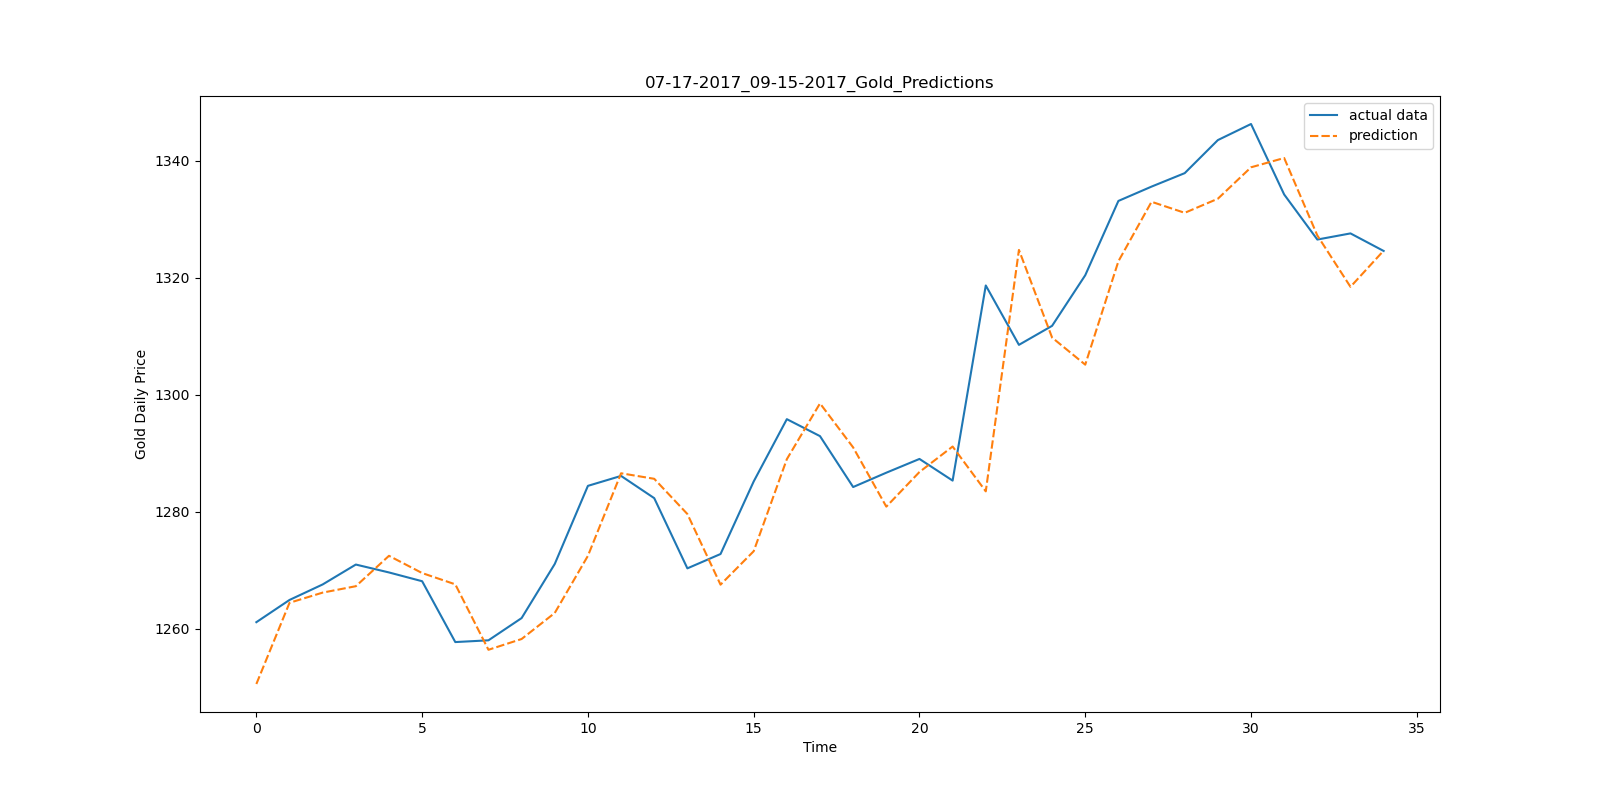 07-17-2017_09-15-2017_Gold_Predictions
actual data
prediction
Gold Daily Price
1340
1320
1300
1280
1260
0 5 10 15 20 25 30 35
Time